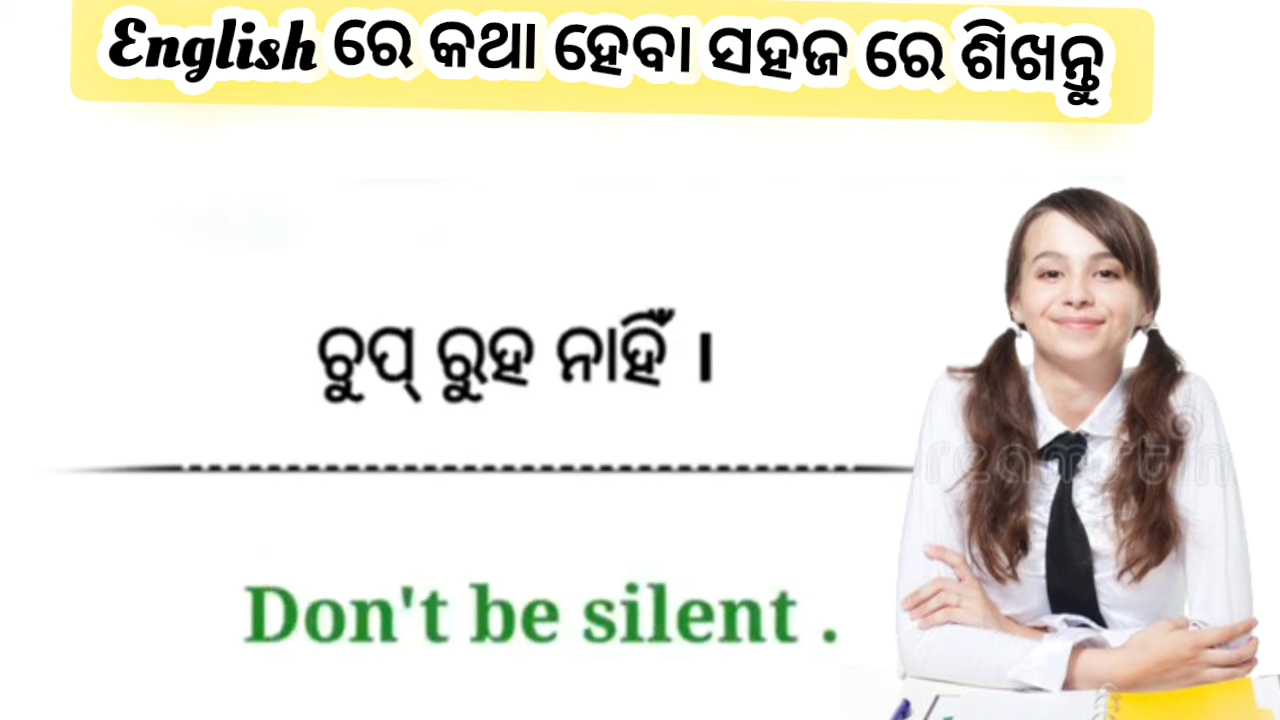 English ରେ କଥା ହେବା ସହଜ ରେ ଶିଖନ୍ତୁ
ଚୁପ୍ ରୁହ ନାହିଁ ।
Don't be silent .